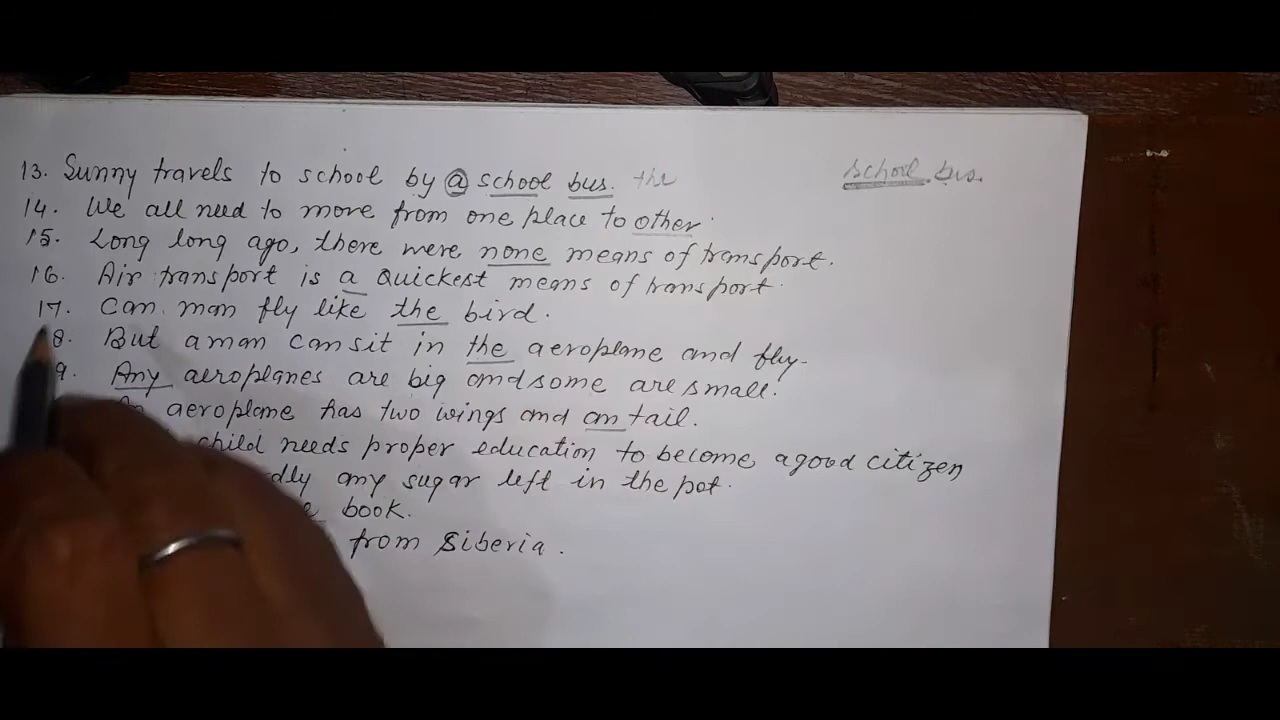 13. Sunny travels to school by a school bus. the school bus.
14. We all need to move from one place to other.
15. Long long ago, there were none means of transport.
16. Air transport is a quickest means of transport.
17. Can man fly like the bird.
8. But a man can sit in the aeroplane and fly.
9. Any aeroplanes are big and some are small.
aeroplane has two wings and an tail.
child needs proper education to become a good citizen
any sugar left in the pot.
book.
from Siberia.